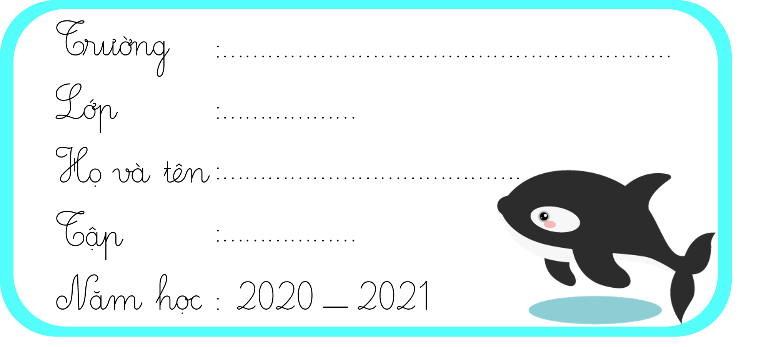 Trường :......................................................
Lớp :.................
Họ và tên :.....................................
Tập :.................
Năm học : 2020 _ 2021